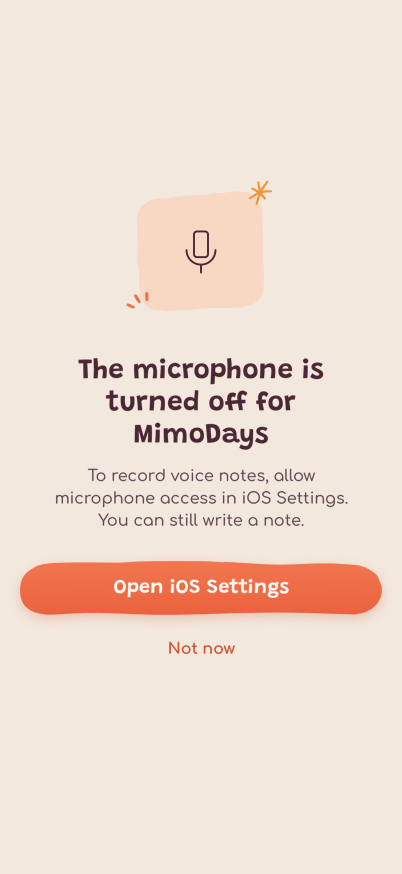 The microphone is
turned off for
MimoDays
To record voice notes, allow
microphone access in iOS Settings.
You can still write a note.
Open iOS Settings
Not now